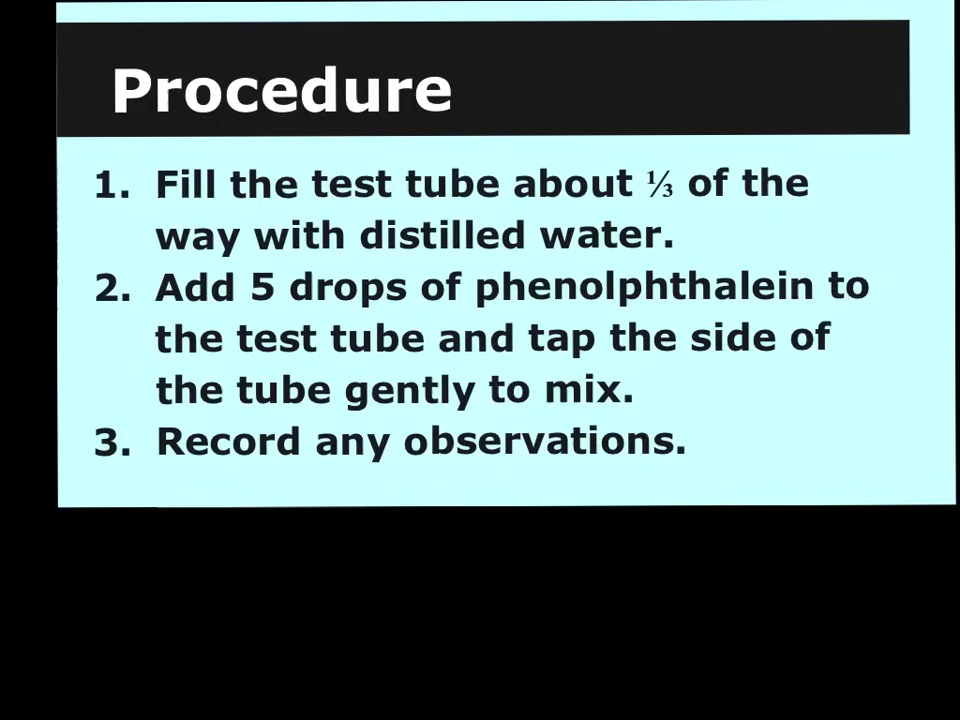 Procedure
1. Fill the test tube about ⅓ of the
way with distilled water.
2. Add 5 drops of phenolphthalein to
the test tube and tap the side of
the tube gently to mix.
3. Record any observations.